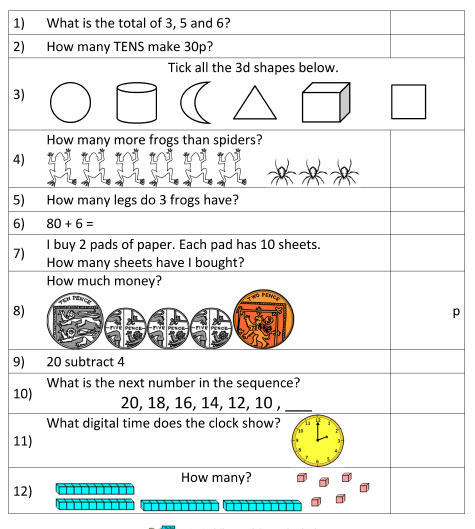 1) What is the total of 3, 5 and 6?
2) How many TENS make 30p?
Tick all the 3d shapes below.
3)
How many more frogs than spiders?
4)
5) How many legs do 3 frogs have?
6) 80 + 6 =
I buy 2 pads of paper. Each pad has 10 sheets.
7)
How many sheets have I bought?
How much money?
TEN PENCE FIVE PENCE FIVE PENCE FIVE PENCE TWO PENCE
8) p
9) 20 subtract 4
What is the next number in the sequence?
10)
20, 18, 16, 14, 12, 10 , ___
What digital time does the clock show?
12 1 2 3 4 5 6 7 8 9 10 11
11)
How many?
12)